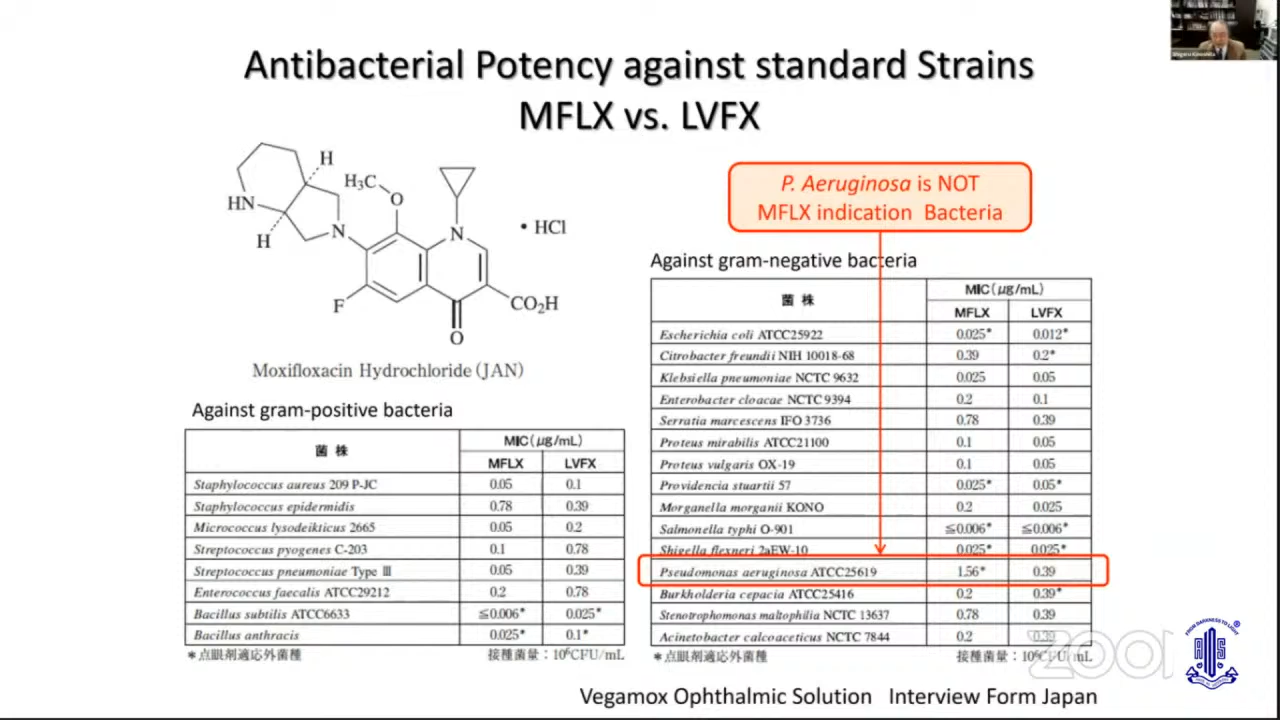 Antibacterial Potency against standard Strains
MFLX vs. LVFX
H
H₃C
O
HN
N
N
H
• HCl
F
CO₂H
O
Moxifloxacin Hydrochloride (JAN)
P. Aeruginosa is NOT
MFLX indication Bacteria
Against gram-positive bacteria
菌 株 MIC(μg/mL)
MFLX LVFX
Staphylococcus aureus 209 P-JC 0.05 0.1
Staphylococcus epidermidis 0.78 0.39
Micrococcus lysodeikticus 2665 0.05 0.2
Streptococcus pyogenes C-203 0.1 0.78
Streptococcus pneumoniae Type Ⅲ 0.05 0.39
Enterococcus faecalis ATCC29212 0.2 0.78
Bacillus subtilis ATCC6633 ≦0.006* 0.025*
Bacillus anthracis 0.025* 0.1*
*点眼剤適応外菌種 接種菌量:10⁶CFU/mL
Against gram-negative bacteria
菌 株 MIC(μg/mL)
MFLX LVFX
Escherichia coli ATCC25922 0.025* 0.012*
Citrobacter freundii NIH 10018-68 0.39 0.2*
Klebsiella pneumoniae NCTC 9632 0.025 0.05
Enterobacter cloacae NCTC 9394 0.2 0.1
Serratia marcescens IFO 3736 0.78 0.39
Proteus mirabilis ATCC21100 0.1 0.05
Proteus vulgaris OX-19 0.1 0.05
Providencia stuartii 57 0.025* 0.05*
Morganella morganii KONO 0.2 0.025
Salmonella typhi O-901 ≦0.006* ≦0.006*
Shigella flexneri 2aEW-10 0.025* 0.025*
Pseudomonas aeruginosa ATCC25619 1.56* 0.39
Burkholderia cepacia ATCC25416 0.2 0.39*
Stenotrophomonas maltophilia NCTC 13637 0.78 0.39
Acinetobacter calcoaceticus NCTC 7844 0.2 0.39
*点眼剤適応外菌種 接種菌量:10⁶CFU/mL
zoom
Vegamox Ophthalmic Solution Interview Form Japan